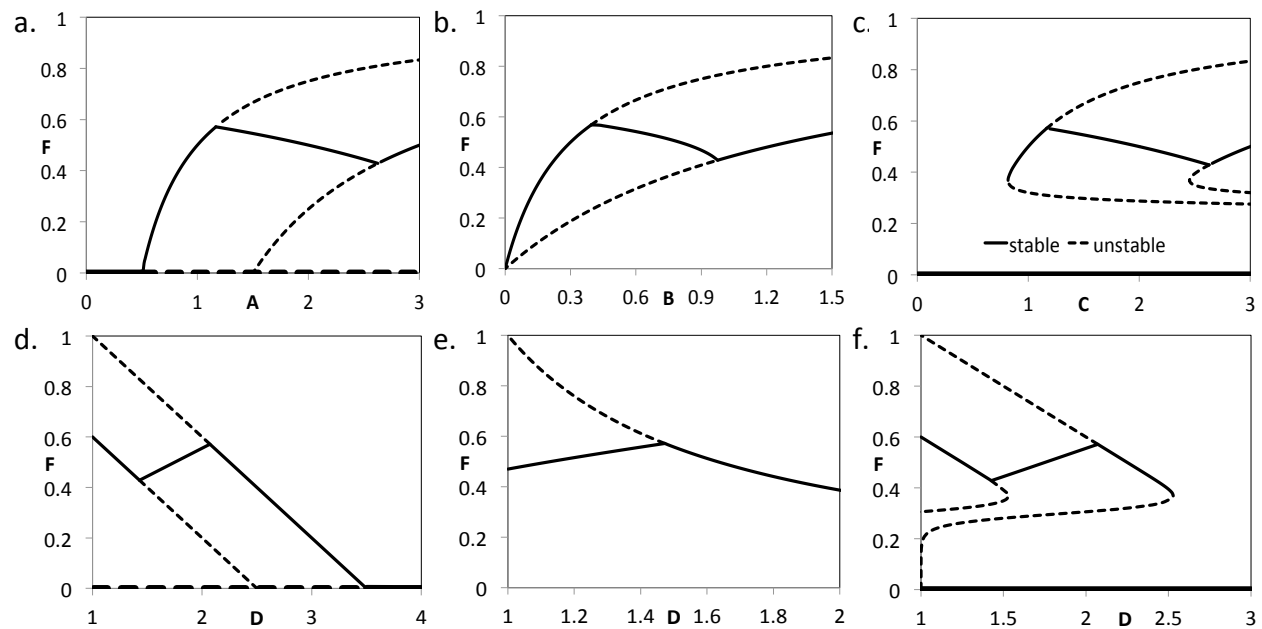 a.
1
0.8
0.6
F
0.4
0.2
0
0 1 A 2 3
b.
1
0.8
0.6
F
0.4
0.2
0
0 0.3 0.6 B 0.9 1.2 1.5
c.
1
0.8
0.6
F
0.4
0.2
0
stable unstable
0 1 C 2 3
d.
1
0.8
0.6
F
0.4
0.2
0
1 2 D 3 4
e.
1
0.8
0.6
F
0.4
0.2
0
1 1.2 1.4 D 1.6 1.8 2
f.
1
0.8
0.6
F
0.4
0.2
0
1 1.5 2 D 2.5 3